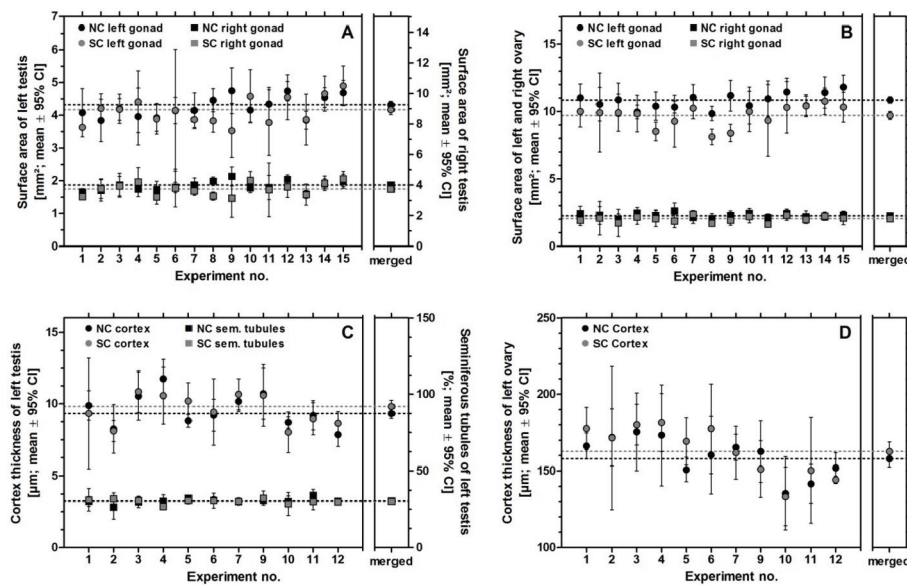 NC left gonad NC right gonad A
SC left gonad SC right gonad
Surface area of left testis
[mm²; mean ± 95% CI]
7
6
5
4
3
2
1
0
1 2 3 4 5 6 7 8 9 10 11 12 13 14 15 merged
Experiment no.
14
12
10
8
6
4
2
0
Surface area of right testis
[mm²; mean ± 95% CI]
NC left gonad NC right gonad B
SC left gonad SC right gonad
Surface area of left and right ovary
[mm²; mean ± 95% CI]
15
10
5
0
1 2 3 4 5 6 7 8 9 10 11 12 13 14 15 merged
Experiment no.
NC cortex NC sem. tubules C
SC cortex SC sem. tubules
Cortex thickness of left testis
[µm; mean ± 95% CI]
15
10
5
0
1 2 3 4 5 6 7 9 10 11 12 merged
Experiment no.
150
100
50
0
Seminiferous tubules of left testis
[%; mean ± 95% CI]
NC Cortex D
SC Cortex
Cortex thickness of left ovary
[µm; mean ± 95% CI]
250
200
150
100
1 2 3 4 5 6 7 9 10 11 12 merged
Experiment no.